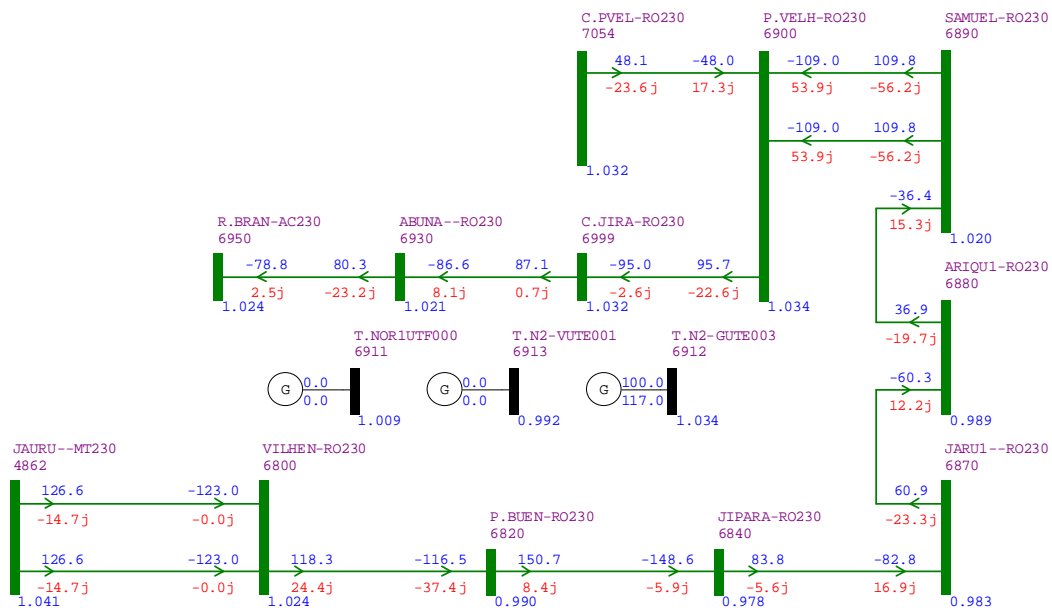 C.PVEL-RO230
7054
P.VELH-RO230
6900
SAMUEL-RO230
6890
48.1
-48.0
-109.0
109.8
-23.6j
17.3j
53.9j
-56.2j
-109.0
109.8
53.9j
-56.2j
1.032
-36.4
15.3j
1.020
R.BRAN-AC230
6950
ABUNA--RO230
6930
C.JIRA-RO230
6999
-78.8
80.3
-86.6
87.1
-95.0
95.7
2.5j
-23.2j
8.1j
0.7j
-2.6j
-22.6j
1.024
1.021
1.032
1.034
ARIQU1-RO230
6880
36.9
-19.7j
-60.3
12.2j
0.989
T.NOR1UTF000
6911
T.N2-VUTE001
6913
T.N2-GUTE003
6912
G
0.0
0.0
1.009
G
0.0
0.0
0.992
G
100.0
117.0
1.034
JAURU--MT230
4862
VILHEN-RO230
6800
JARU1--RO230
6870
126.6
-123.0
-14.7j
-0.0j
60.9
-23.3j
P.BUEN-RO230
6820
JIPARA-RO230
6840
126.6
-123.0
118.3
-116.5
150.7
-148.6
83.8
-82.8
-14.7j
-0.0j
24.4j
-37.4j
8.4j
-5.9j
-5.6j
16.9j
1.041
1.024
0.990
0.978
0.983